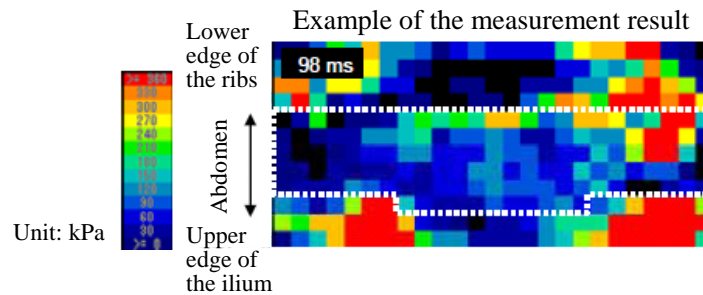 Example of the measurement result
Lower
edge of
the ribs
98 ms
>= 360
330
300
270
240
210
180
150
120
90
60
30
>= 0
Abdomen
Unit: kPa
Upper
edge of
the ilium